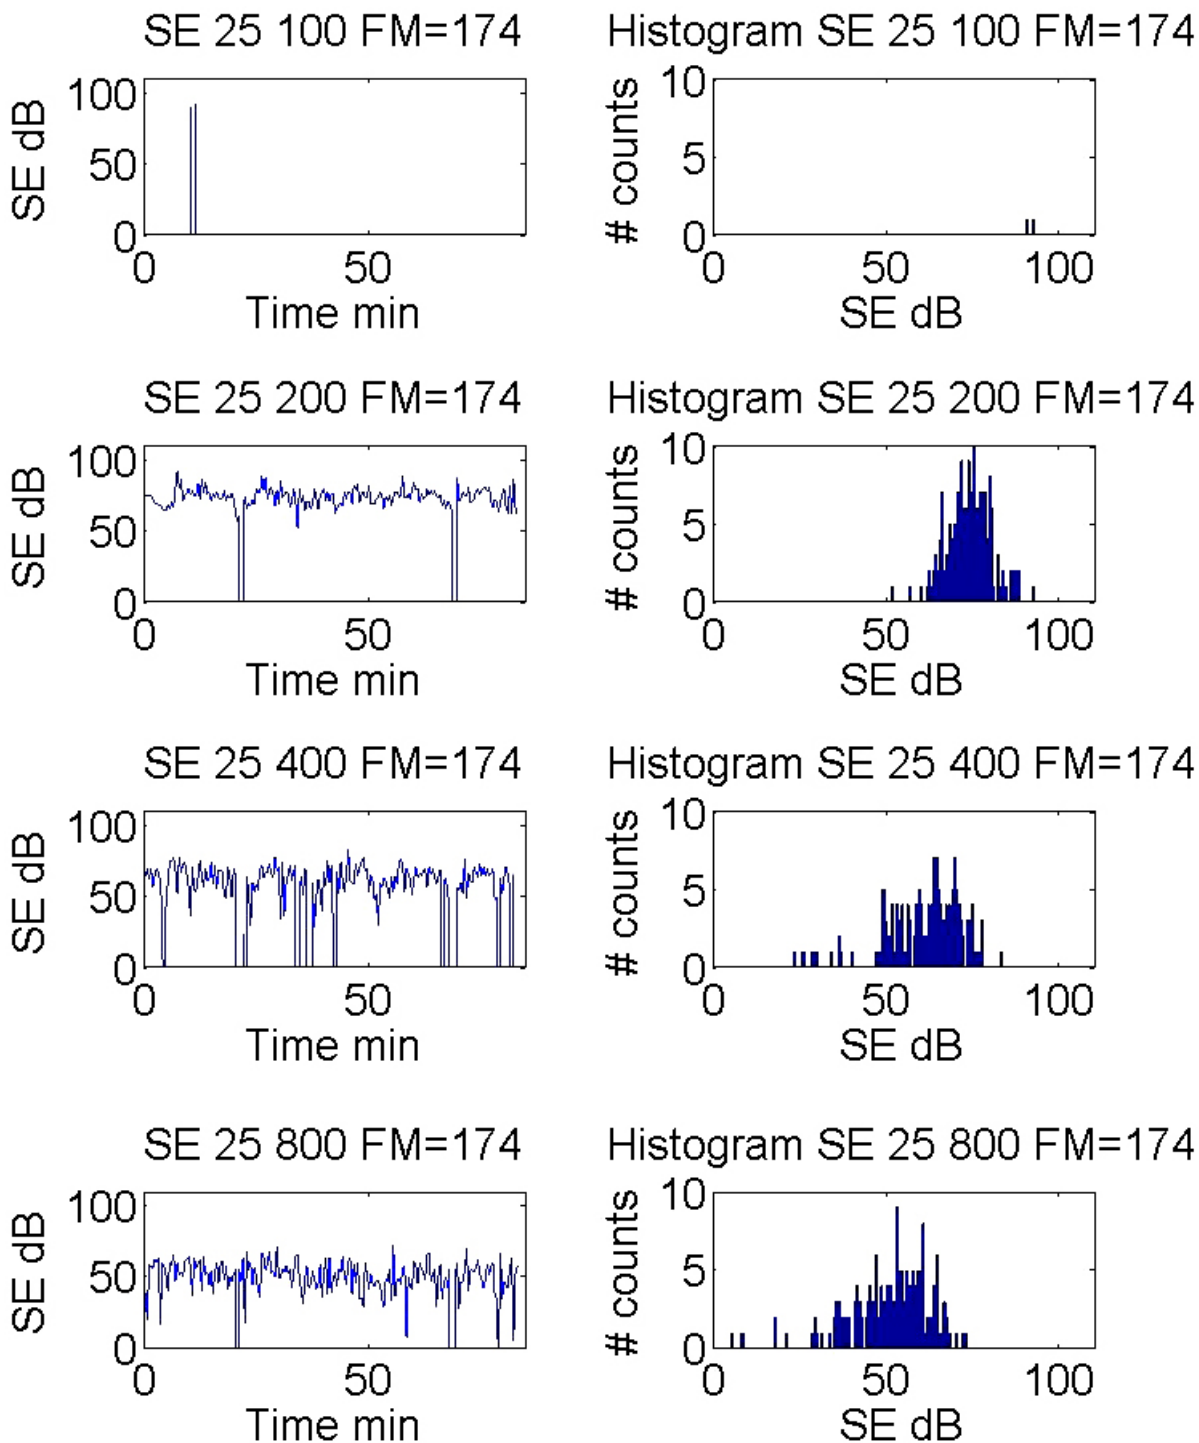 SE 25 100 FM=174
Histogram SE 25 100 FM=174
SE dB
100
50
0
0
50
Time min
# counts
10
5
0
0
50
100
SE dB
SE 25 200 FM=174
Histogram SE 25 200 FM=174
SE dB
100
50
0
0
50
Time min
# counts
10
5
0
0
50
100
SE dB
SE 25 400 FM=174
Histogram SE 25 400 FM=174
SE dB
100
50
0
0
50
Time min
# counts
10
5
0
0
50
100
SE dB
SE 25 800 FM=174
Histogram SE 25 800 FM=174
SE dB
100
50
0
0
50
Time min
# counts
10
5
0
0
50
100
SE dB